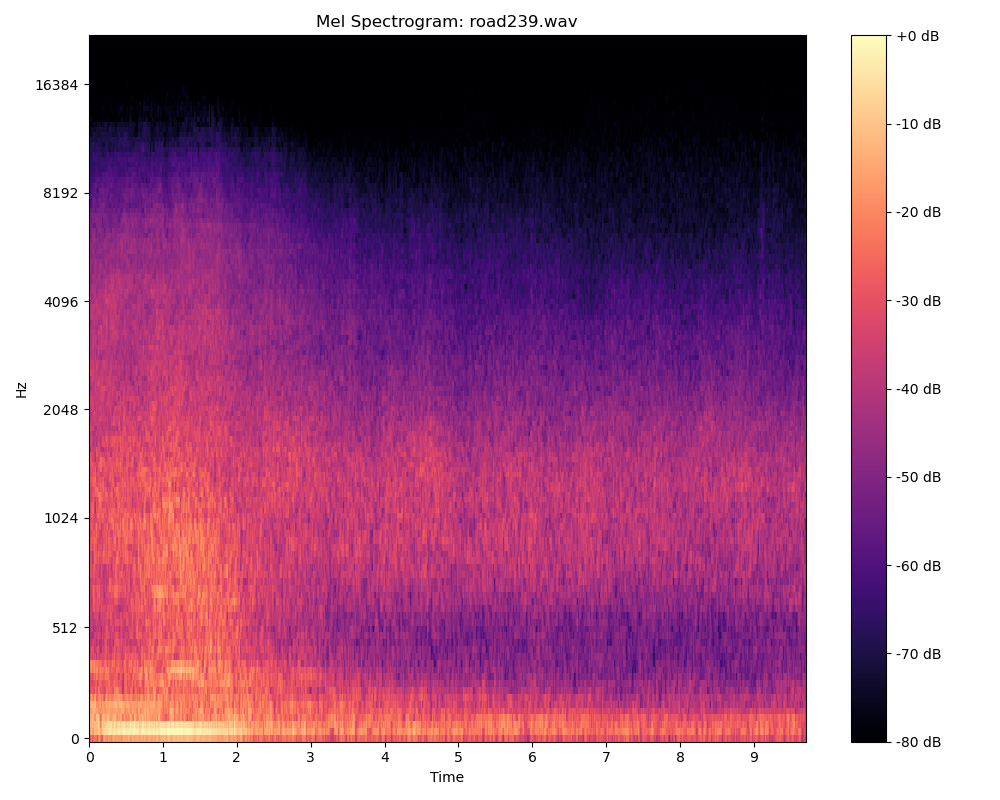 Mel Spectrogram: road239.wav
Hz
16384
8192
4096
2048
1024
512
0
0 1 2 3 4 5 6 7 8 9
Time
+0 dB
-10 dB
-20 dB
-30 dB
-40 dB
-50 dB
-60 dB
-70 dB
-80 dB